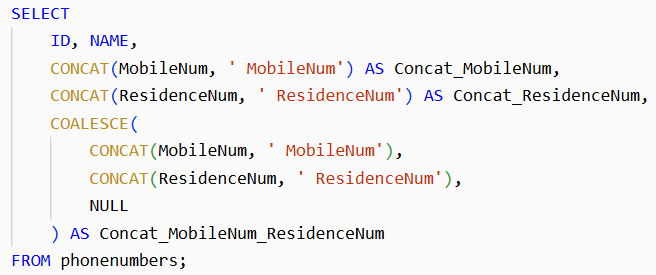 SELECT
ID, NAME,
CONCAT(MobileNum, ' MobileNum') AS Concat_MobileNum,
CONCAT(ResidenceNum, ' ResidenceNum') AS Concat_ResidenceNum,
COALESCE(
CONCAT(MobileNum, ' MobileNum'),
CONCAT(ResidenceNum, ' ResidenceNum'),
NULL
) AS Concat_MobileNum_ResidenceNum
FROM phonenumbers;